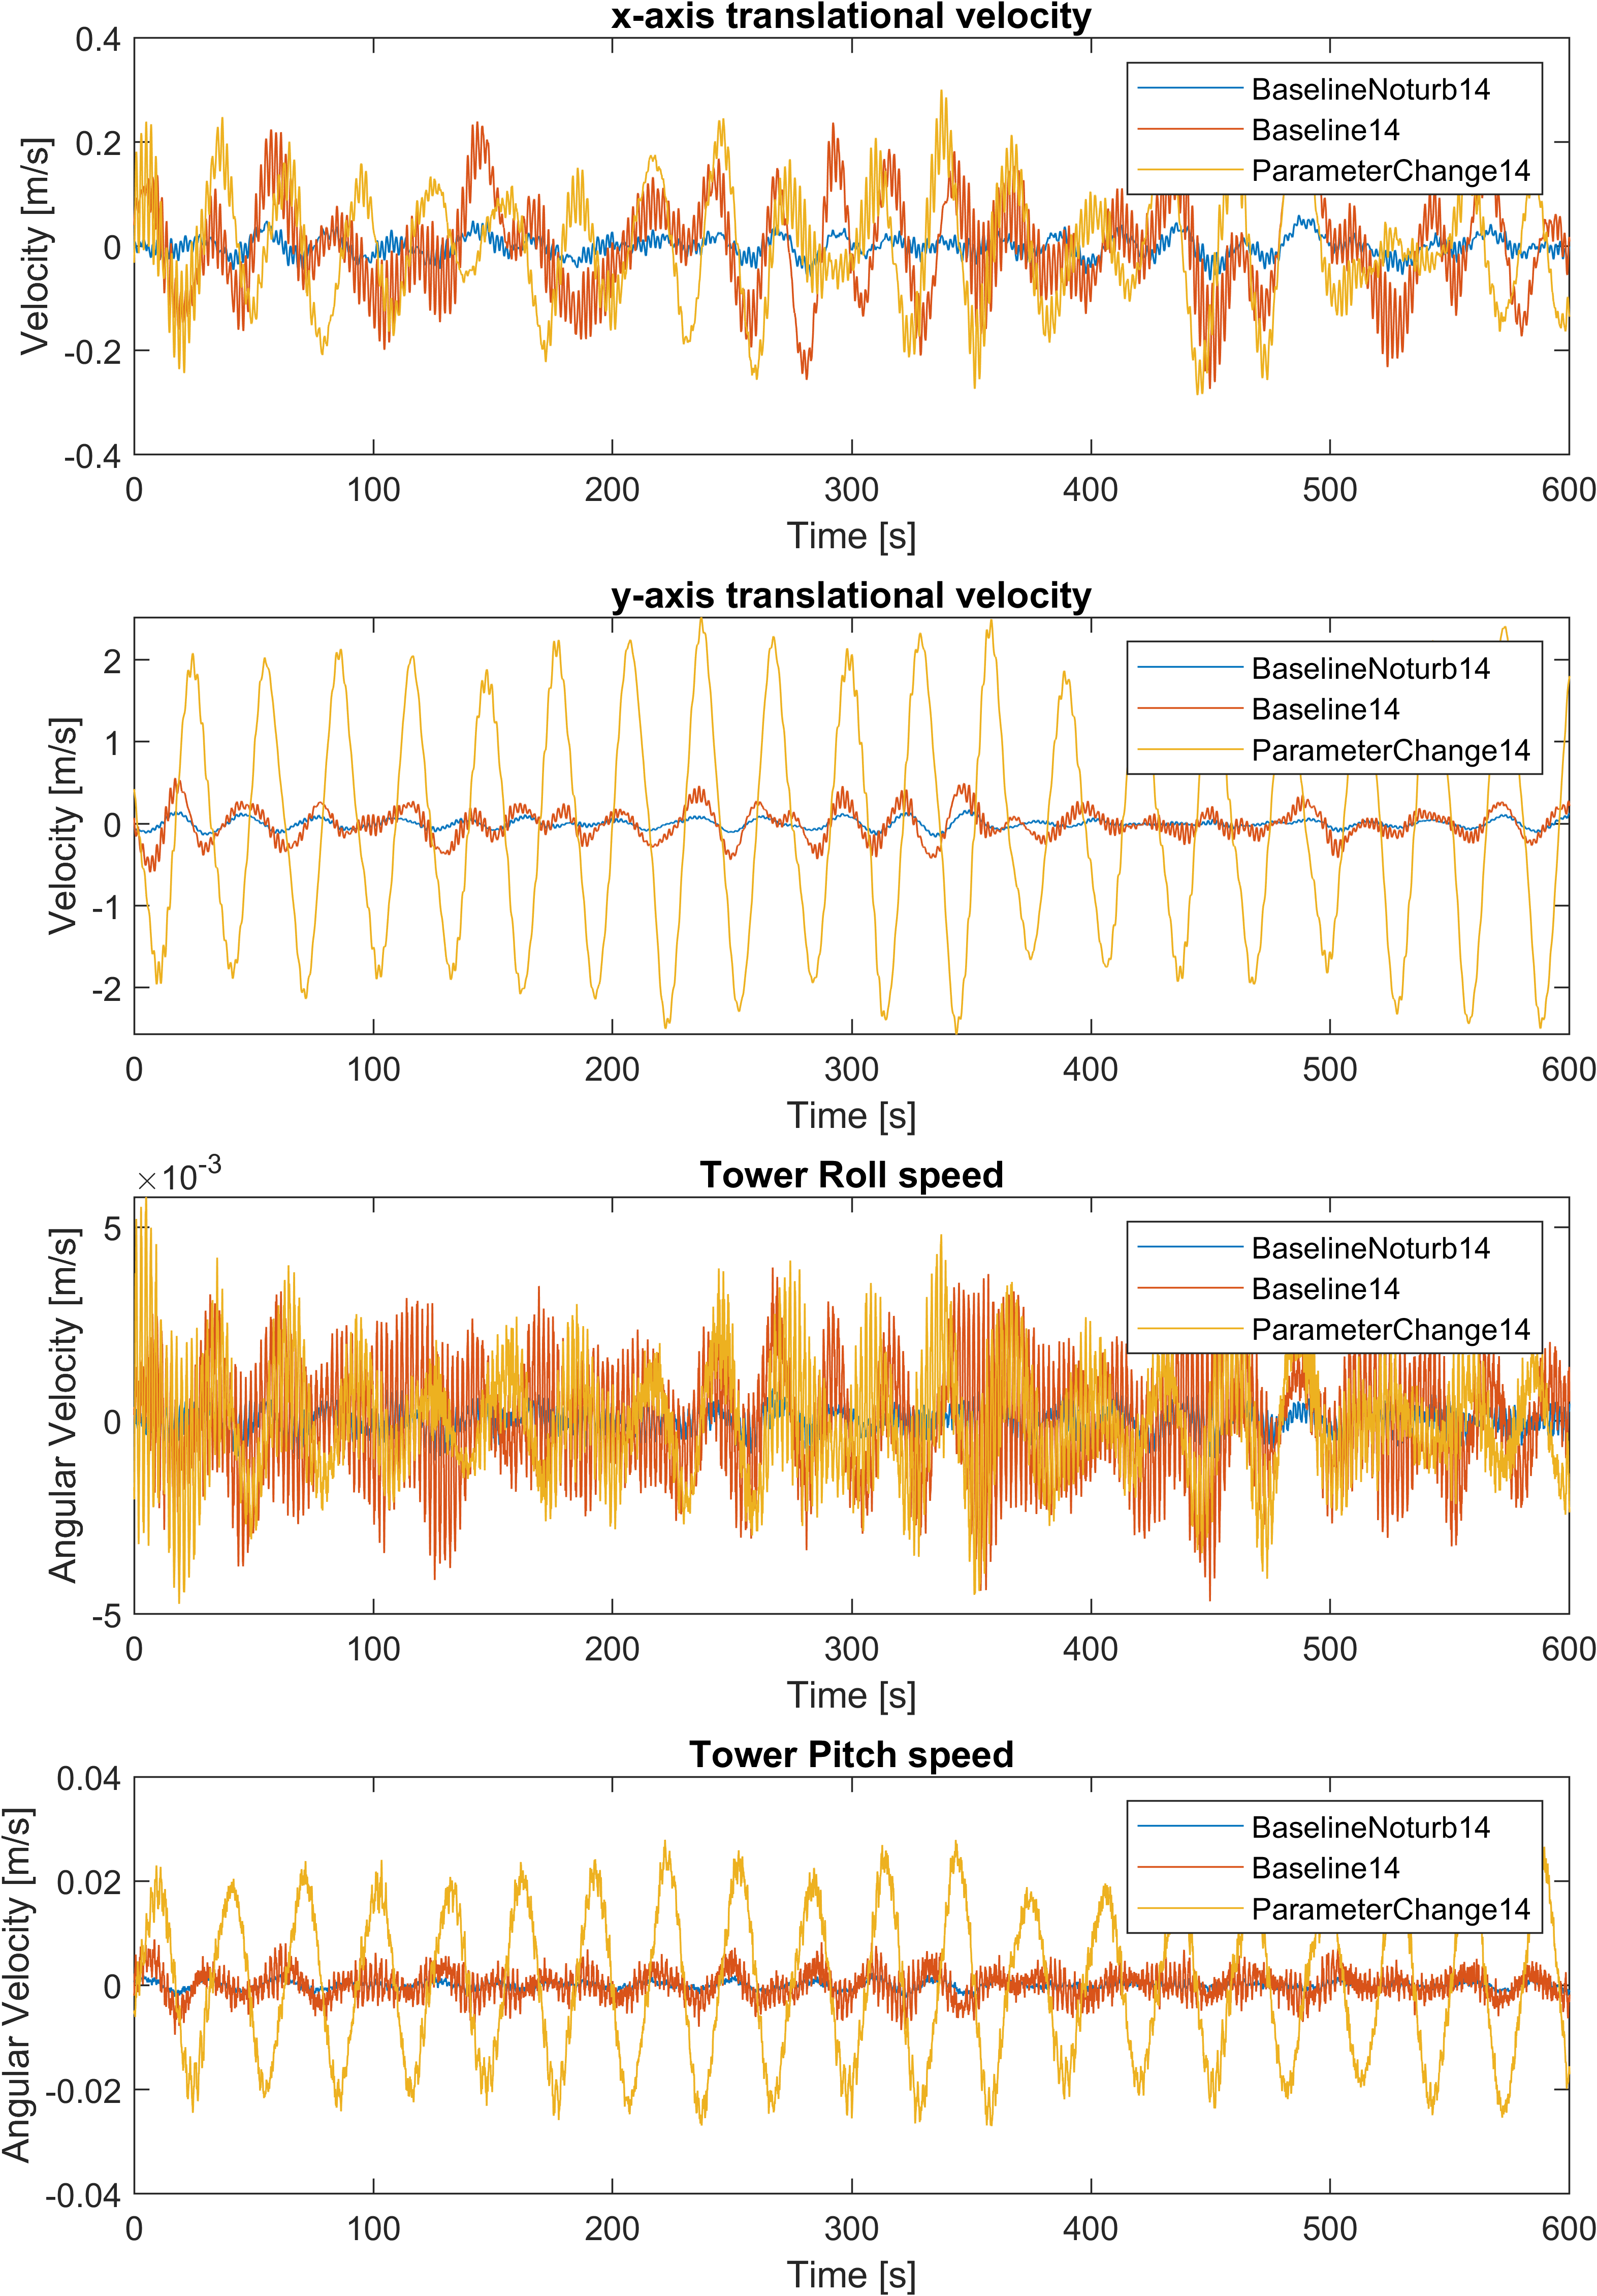 x-axis translational velocity
0.4
0.2
0
-0.2
-0.4
Velocity [m/s]
BaselineNoturb14
Baseline14
ParameterChange14
0 100 200 300 400 500 600
Time [s]
y-axis translational velocity
2
1
0
-1
-2
Velocity [m/s]
BaselineNoturb14
Baseline14
ParameterChange14
0 100 200 300 400 500 600
Time [s]
×10-3
Tower Roll speed
5
0
-5
Angular Velocity [m/s]
BaselineNoturb14
Baseline14
ParameterChange14
0 100 200 300 400 500 600
Time [s]
Tower Pitch speed
0.04
0.02
0
-0.02
-0.04
Angular Velocity [m/s]
BaselineNoturb14
Baseline14
ParameterChange14
0 100 200 300 400 500 600
Time [s]